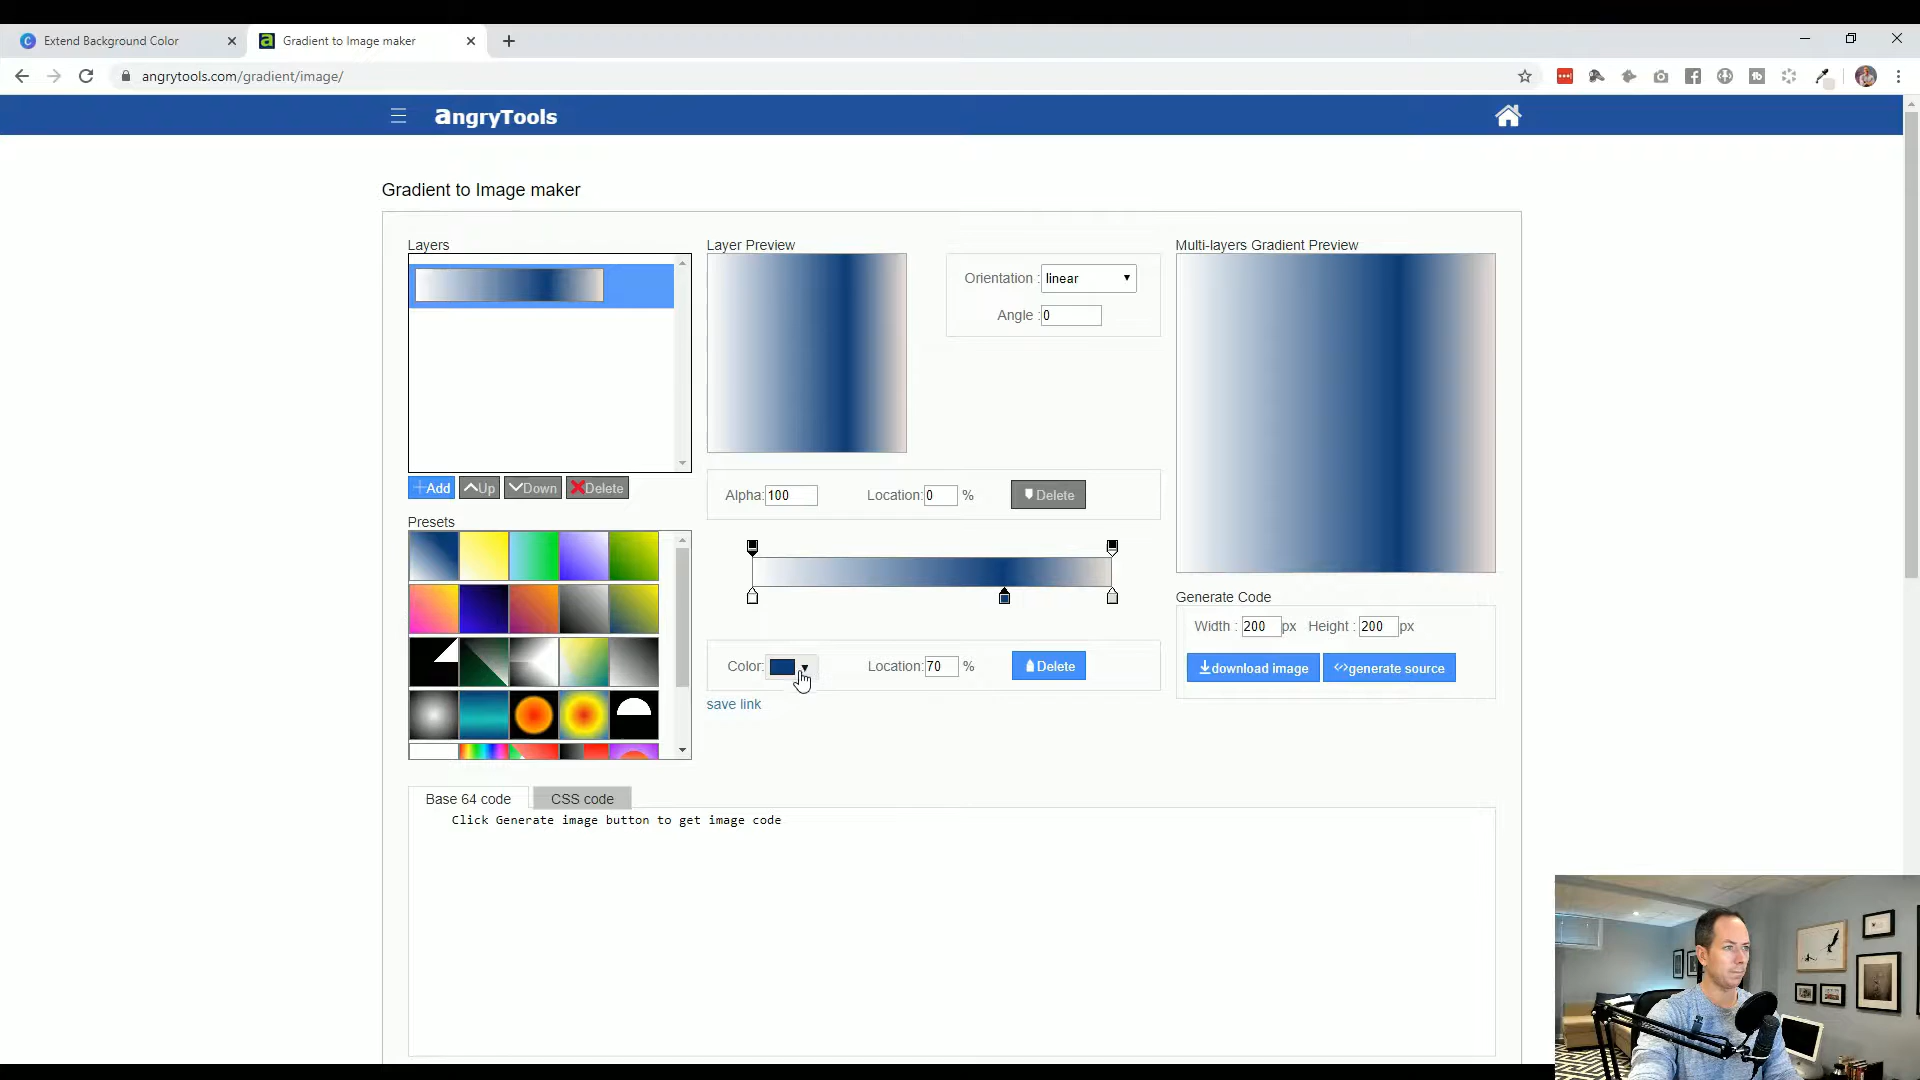 Extend Background Color
Gradient to Image maker
angrytools.com/gradient/image/
angryTools
Gradient to Image maker
Layers
Layer Preview
Multi-layers Gradient Preview
Orientation : linear
Angle : 0
Add
Up
Down
Delete
Alpha: 100
Location: 0 %
Delete
Presets
Generate Code
Width : 200 px Height : 200 px
Color:
Location: 70 %
Delete
download image
<>generate source
save link
Base 64 code
CSS code
Click Generate image button to get image code